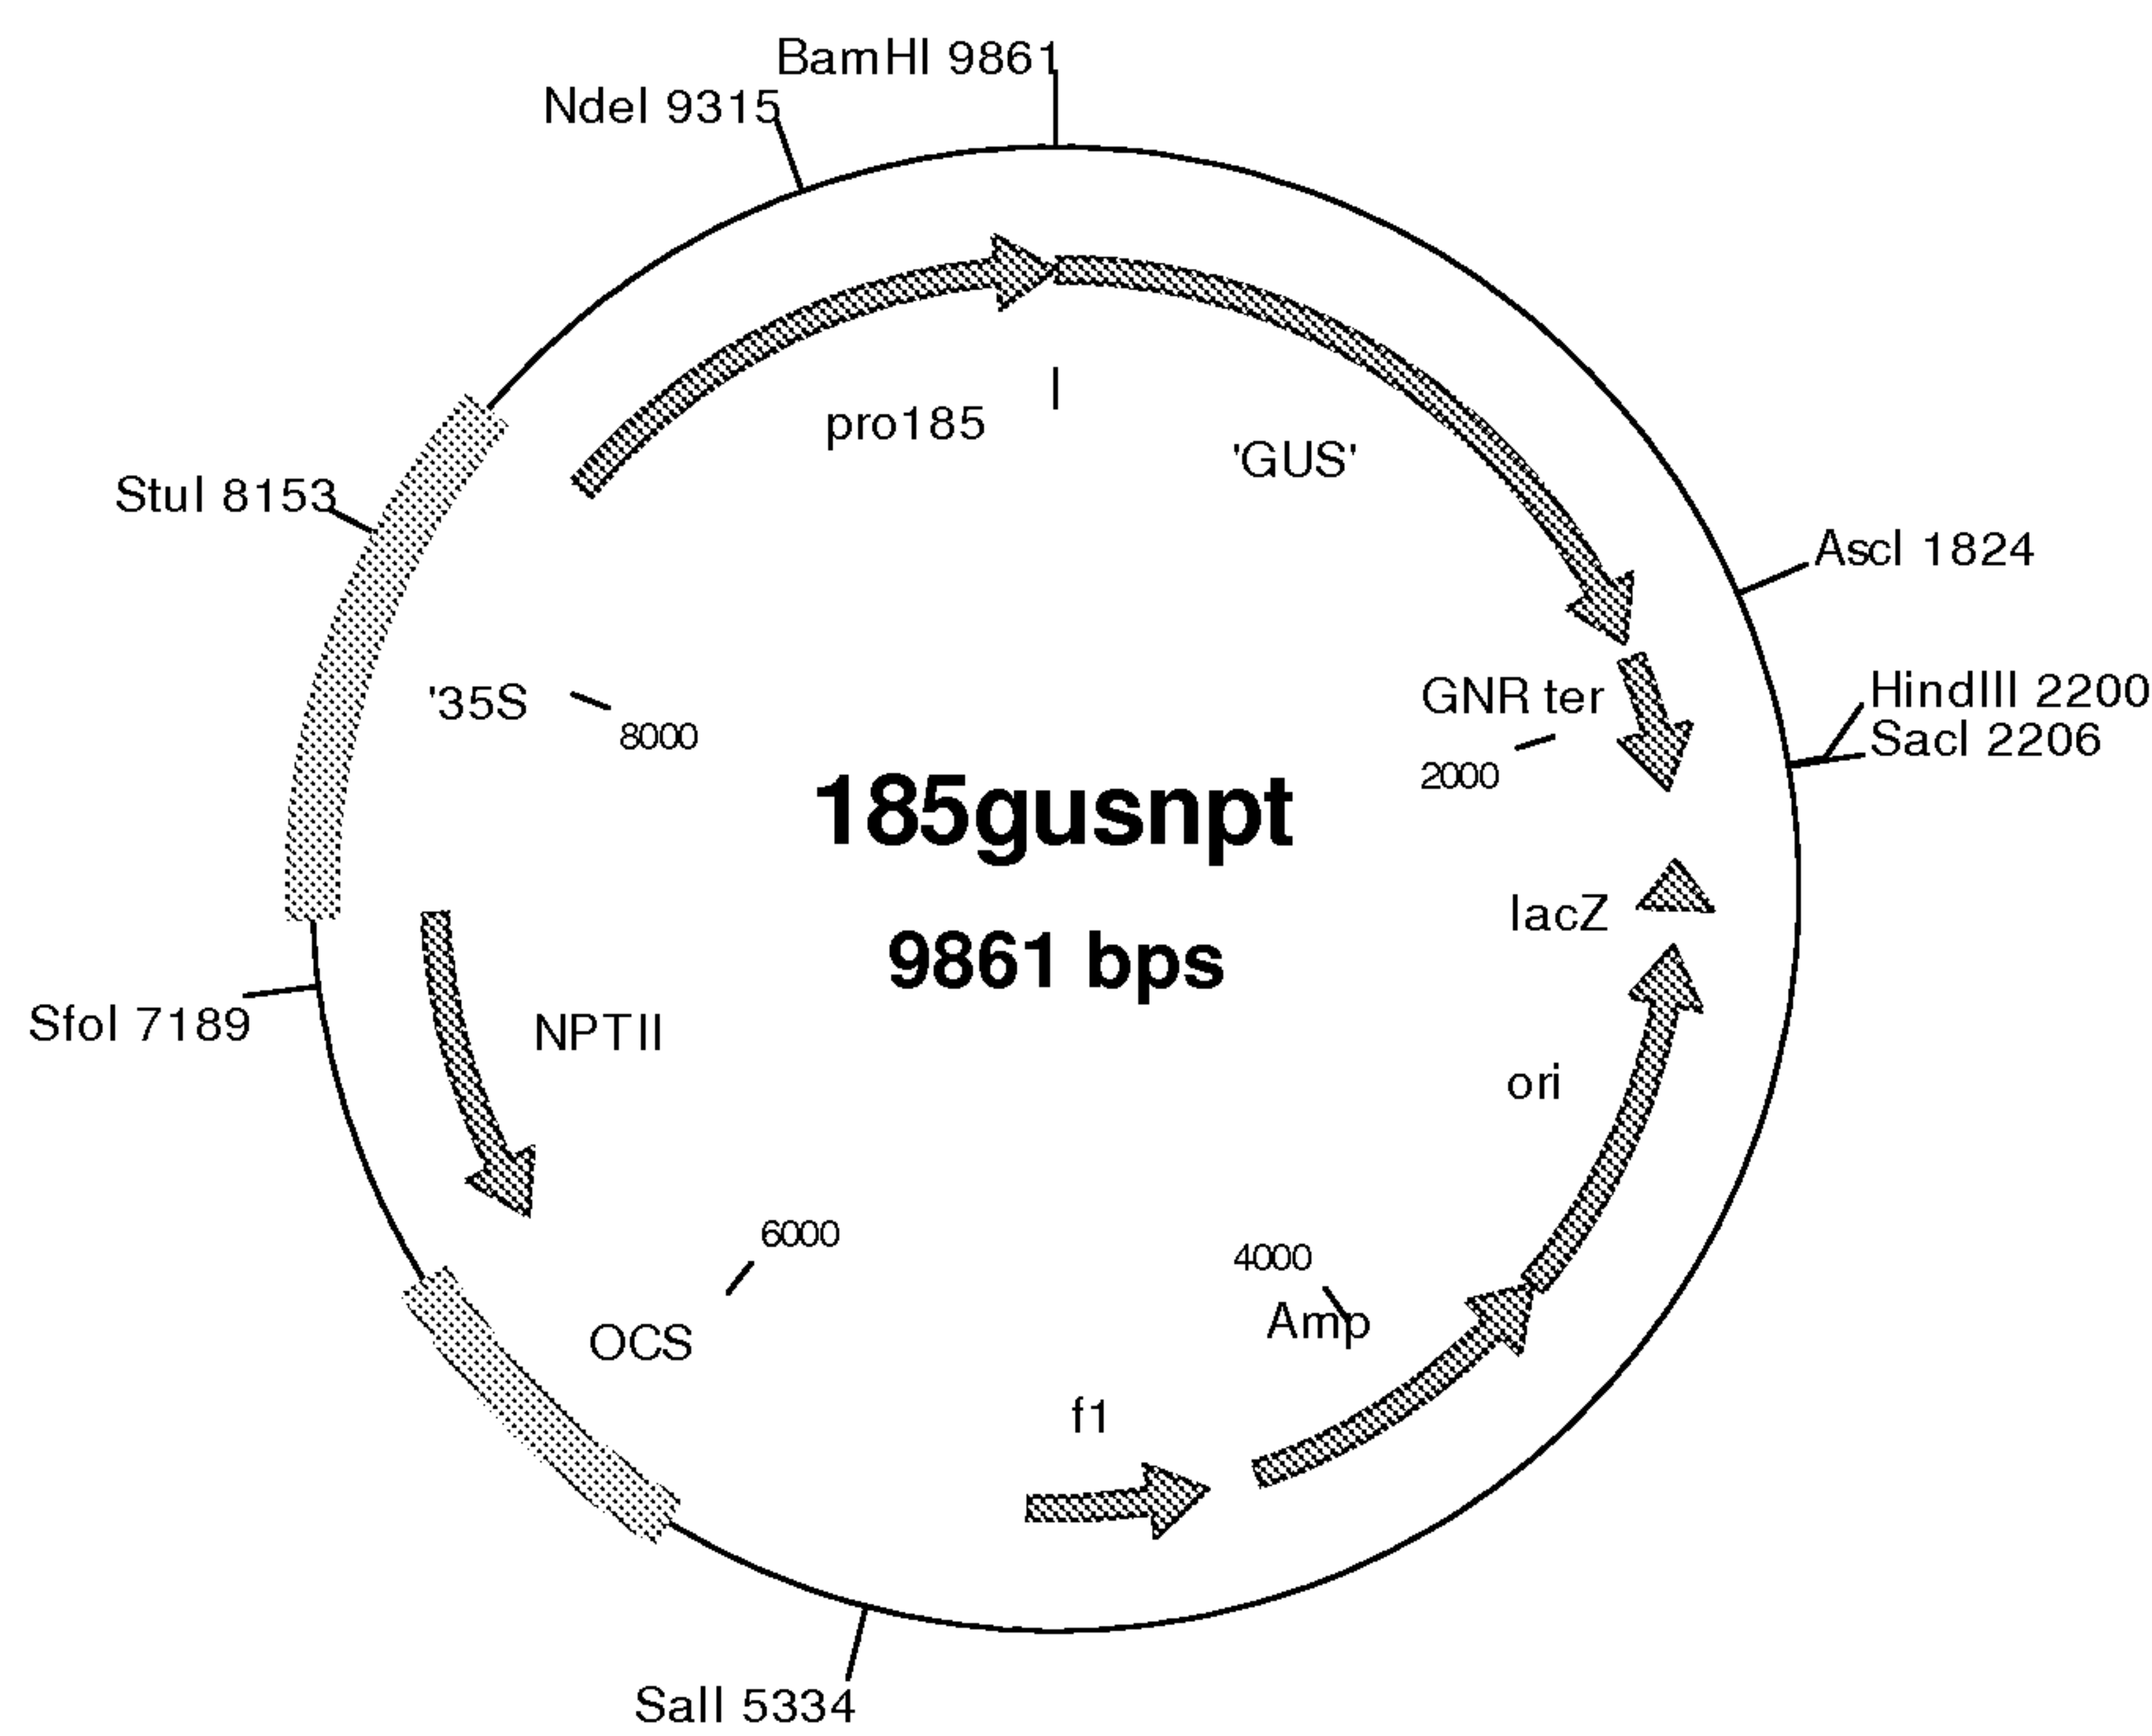 BamHI 9861
NdeI 9315
pro185
'GUS'
StuI 8153
AscI 1824
'35S
8000
GNR ter
2000
HindIII 2200
SacI 2206
185gusnpt
9861 bps
lacZ
SfoI 7189
NPTII
ori
6000
4000
OCS
Amp
f1
SalI 5334